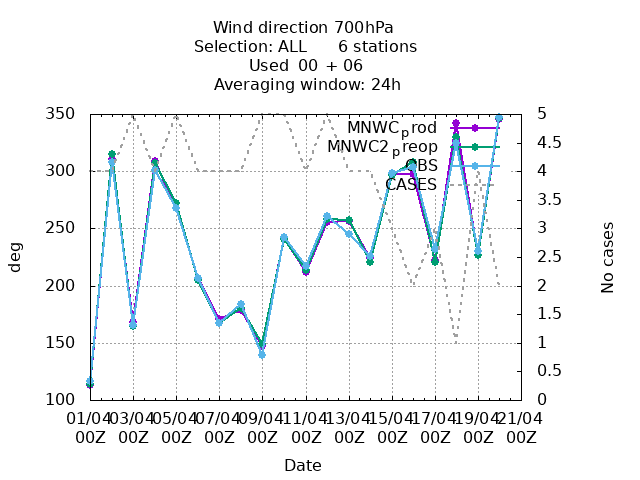 Wind direction 700hPa
Selection: ALL 6 stations
Used 00 + 06
Averaging window: 24h
350
300
250
200
150
100
deg
5
4.5
4
3.5
3
2.5
2
1.5
1
0.5
0
No cases
MNWCprod
MNWC2preop
OBS
CASES
01/04 03/04 05/04 07/04 09/04 11/04 13/04 15/04 17/04 19/04 21/04
00Z 00Z 00Z 00Z 00Z 00Z 00Z 00Z 00Z 00Z 00Z
Date